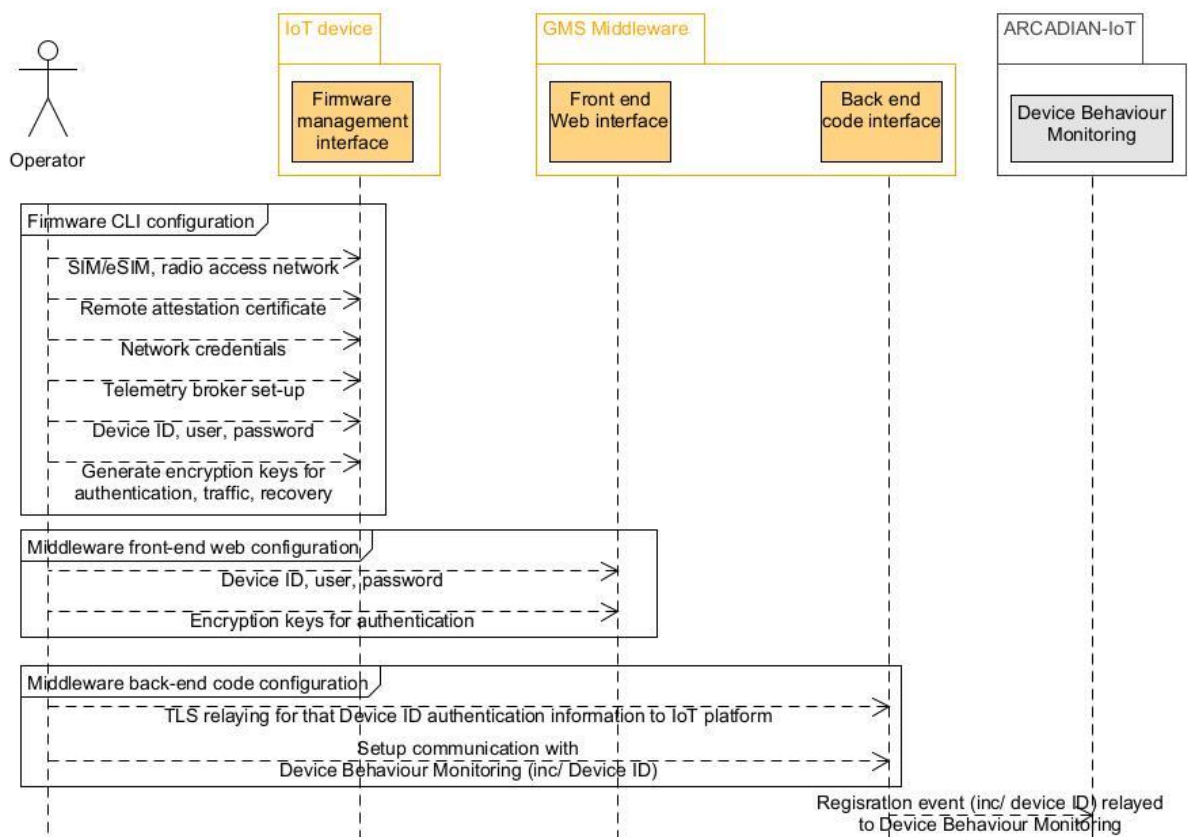 IoT device
GMS Middleware
ARCADIAN-IoT
Operator
Firmware
management
interface
Front end
Web interface
Back end
code interface
Device Behaviour
Monitoring
Firmware CLI configuration
SIM/eSIM, radio access network
Remote attestation certificate
Network credentials
Telemetry broker set-up
Device ID, user, password
Generate encryption keys for
authentication, traffic, recovery
Middleware front-end web configuration
Device ID, user, password
Encryption keys for authentication
Middleware back-end code configuration
TLS relaying for that Device ID authentication information to IoT platform
Setup communication with
Device Behaviour Monitoring (inc/ Device ID)
Regisration event (inc/ device ID) relayed
to Device Behaviour Monitoring